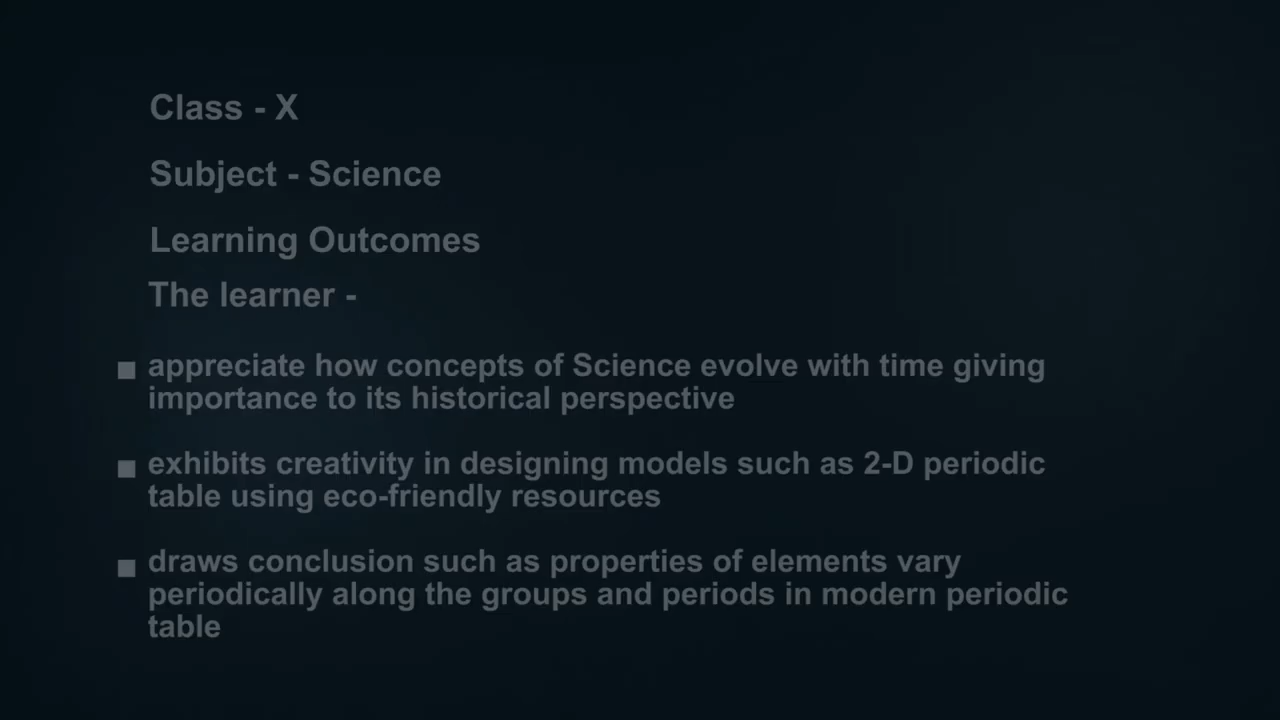 Class - X
Subject - Science
Learning Outcomes
The learner -
■ appreciate how concepts of Science evolve with time giving
importance to its historical perspective
■ exhibits creativity in designing models such as 2-D periodic
table using eco-friendly resources
■ draws conclusion such as properties of elements vary
periodically along the groups and periods in modern periodic
table